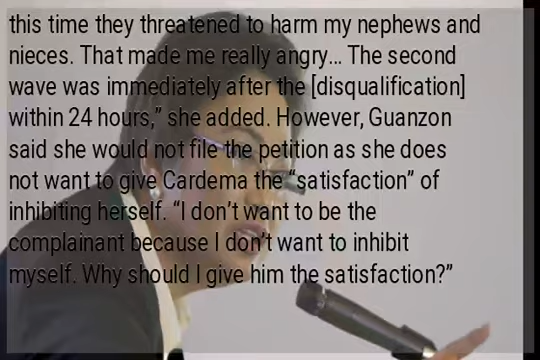 this time they threatened to harm my nephews and
nieces. That made me really angry… The second
wave was immediately after the [disqualification]
within 24 hours,” she added. However, Guanzon
said she would not file the petition as she does
not want to give Cardema the “satisfaction” of
inhibiting herself. “I don’t want to be the
complainant because I don’t want to inhibit
myself. Why should I give him the satisfaction?”